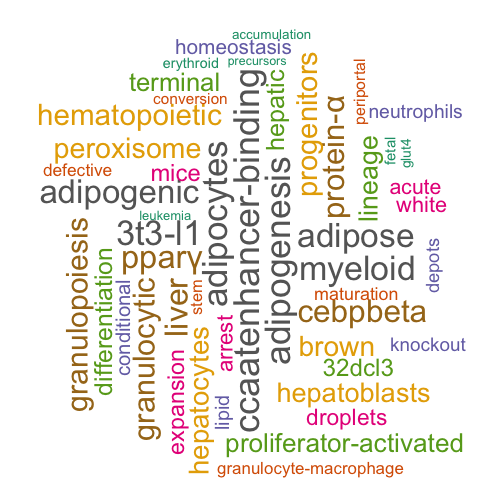 accumulation
homeostasis
erythroid
precursors
terminal
conversion
hematopoietic
hepatic
progenitors
periportal
neutrophils
peroxisome
protein-α
lineage
fetal
glut4
defective
mice
adipogenic
acute
white
leukemia
3t3-l1
adipocytes
ccaatenhancer-binding
adipogenesis
adipose
myeloid
depots
granulopoiesis
differentiation
conditional
pparγ
granulocytic
liver
stem
maturation
cebpbeta
arrest
brown
knockout
expansion
hepatocytes
lipid
32dcl3
hepatoblasts
droplets
proliferator-activated
granulocyte-macrophage